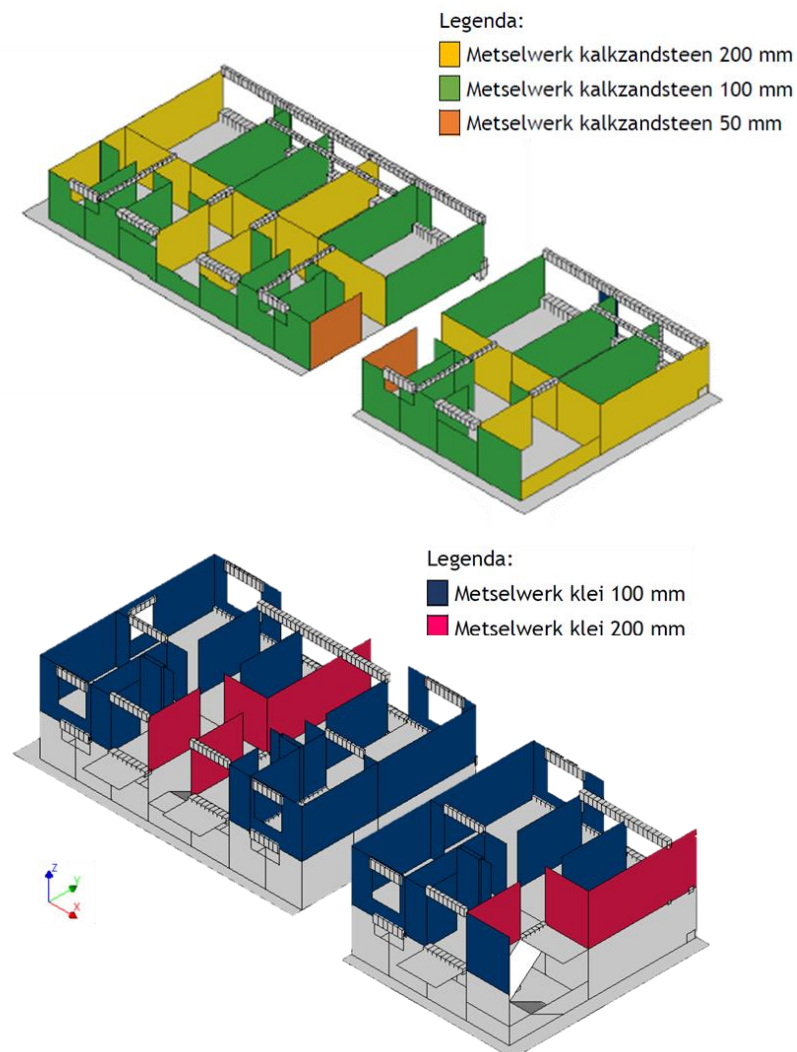 Legenda:
Metselwerk kalkzandsteen 200 mm
Metselwerk kalkzandsteen 100 mm
Metselwerk kalkzandsteen 50 mm
Legenda:
Metselwerk klei 100 mm
Metselwerk klei 200 mm
Z
Y
X